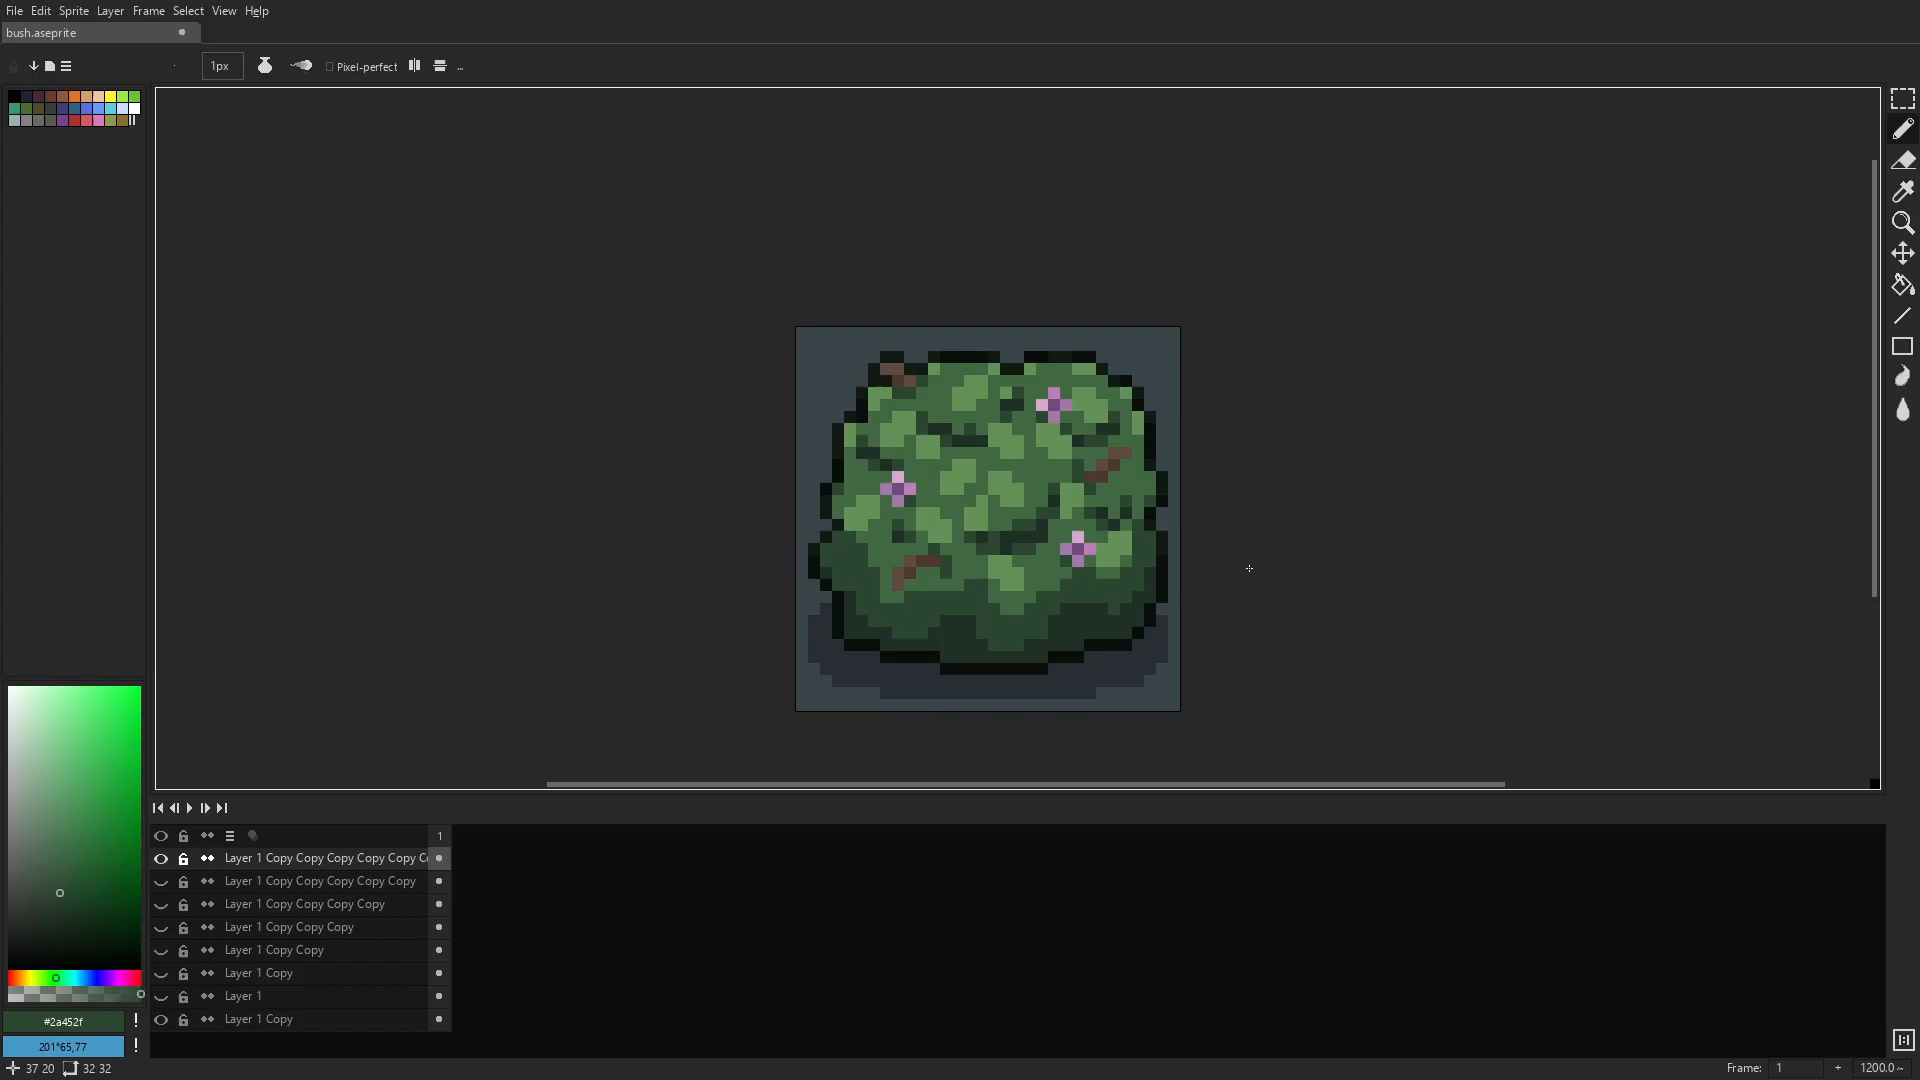 File Edit Sprite Layer Frame Select View Help
bush.aseprite
1px Pixel-perfect ...
1
Layer 1 Copy Copy Copy Copy Copy C
Layer 1 Copy Copy Copy Copy Copy
Layer 1 Copy Copy Copy Copy
Layer 1 Copy Copy Copy
Layer 1 Copy Copy
Layer 1 Copy
Layer 1
Layer 1 Copy
#2a452f !
201°65,77 !
37 20 32 32
Frame: 1 + 1200.0